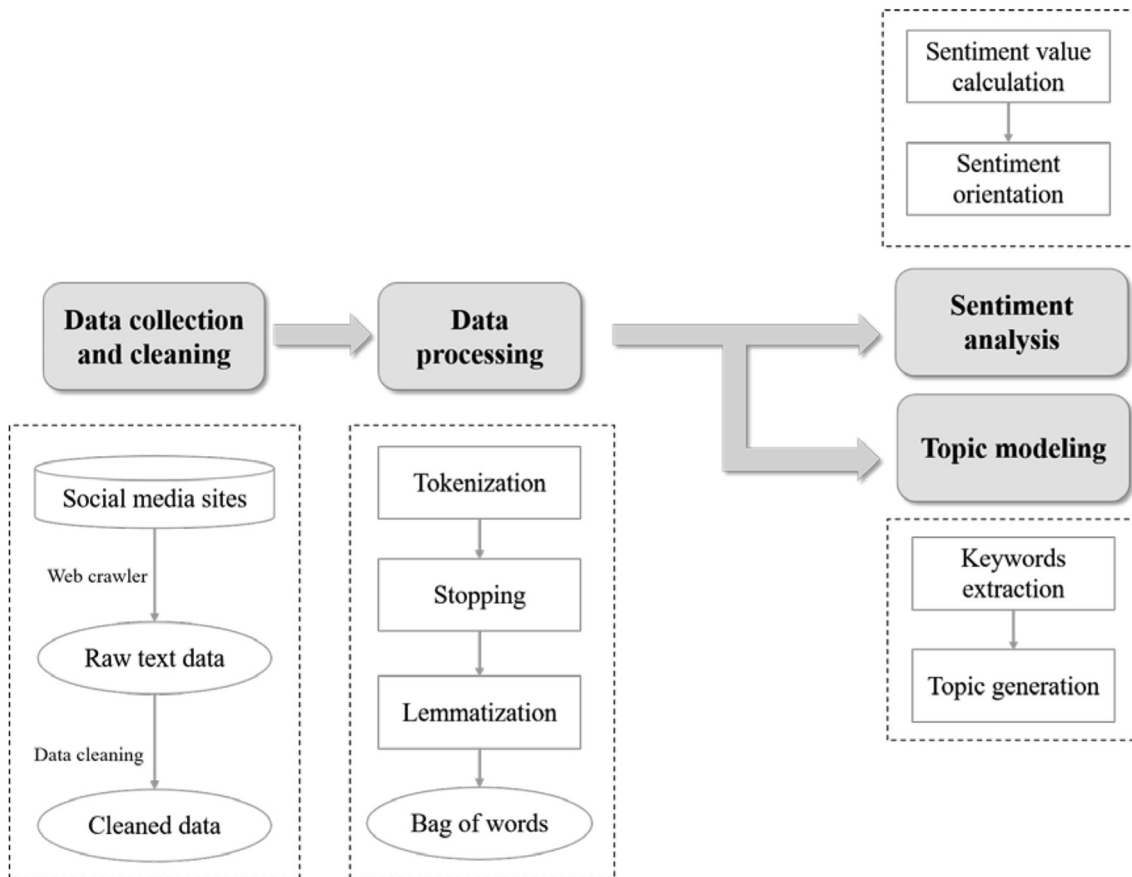 Sentiment value
calculation
Sentiment
orientation
Data collection
and cleaning
Data
processing
Sentiment
analysis
Topic modeling
Social media sites
Web crawler
Raw text data
Data cleaning
Cleaned data
Tokenization
Stopping
Lemmatization
Bag of words
Keywords
extraction
Topic generation